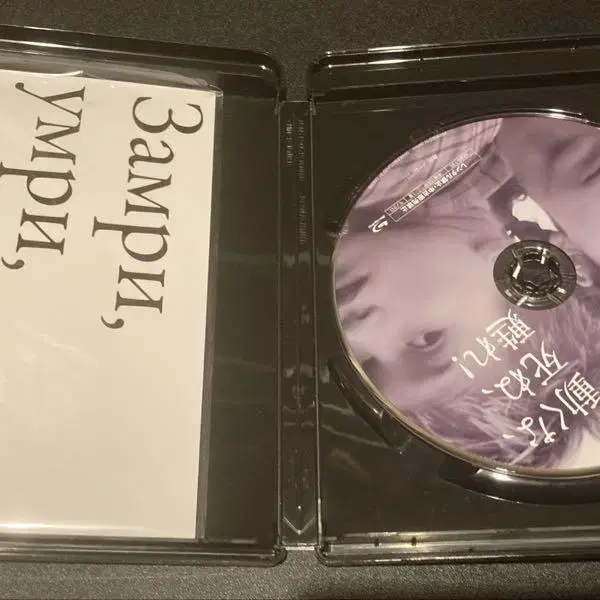 Замри,
умри,
動くな、
死ね、
甦れ!